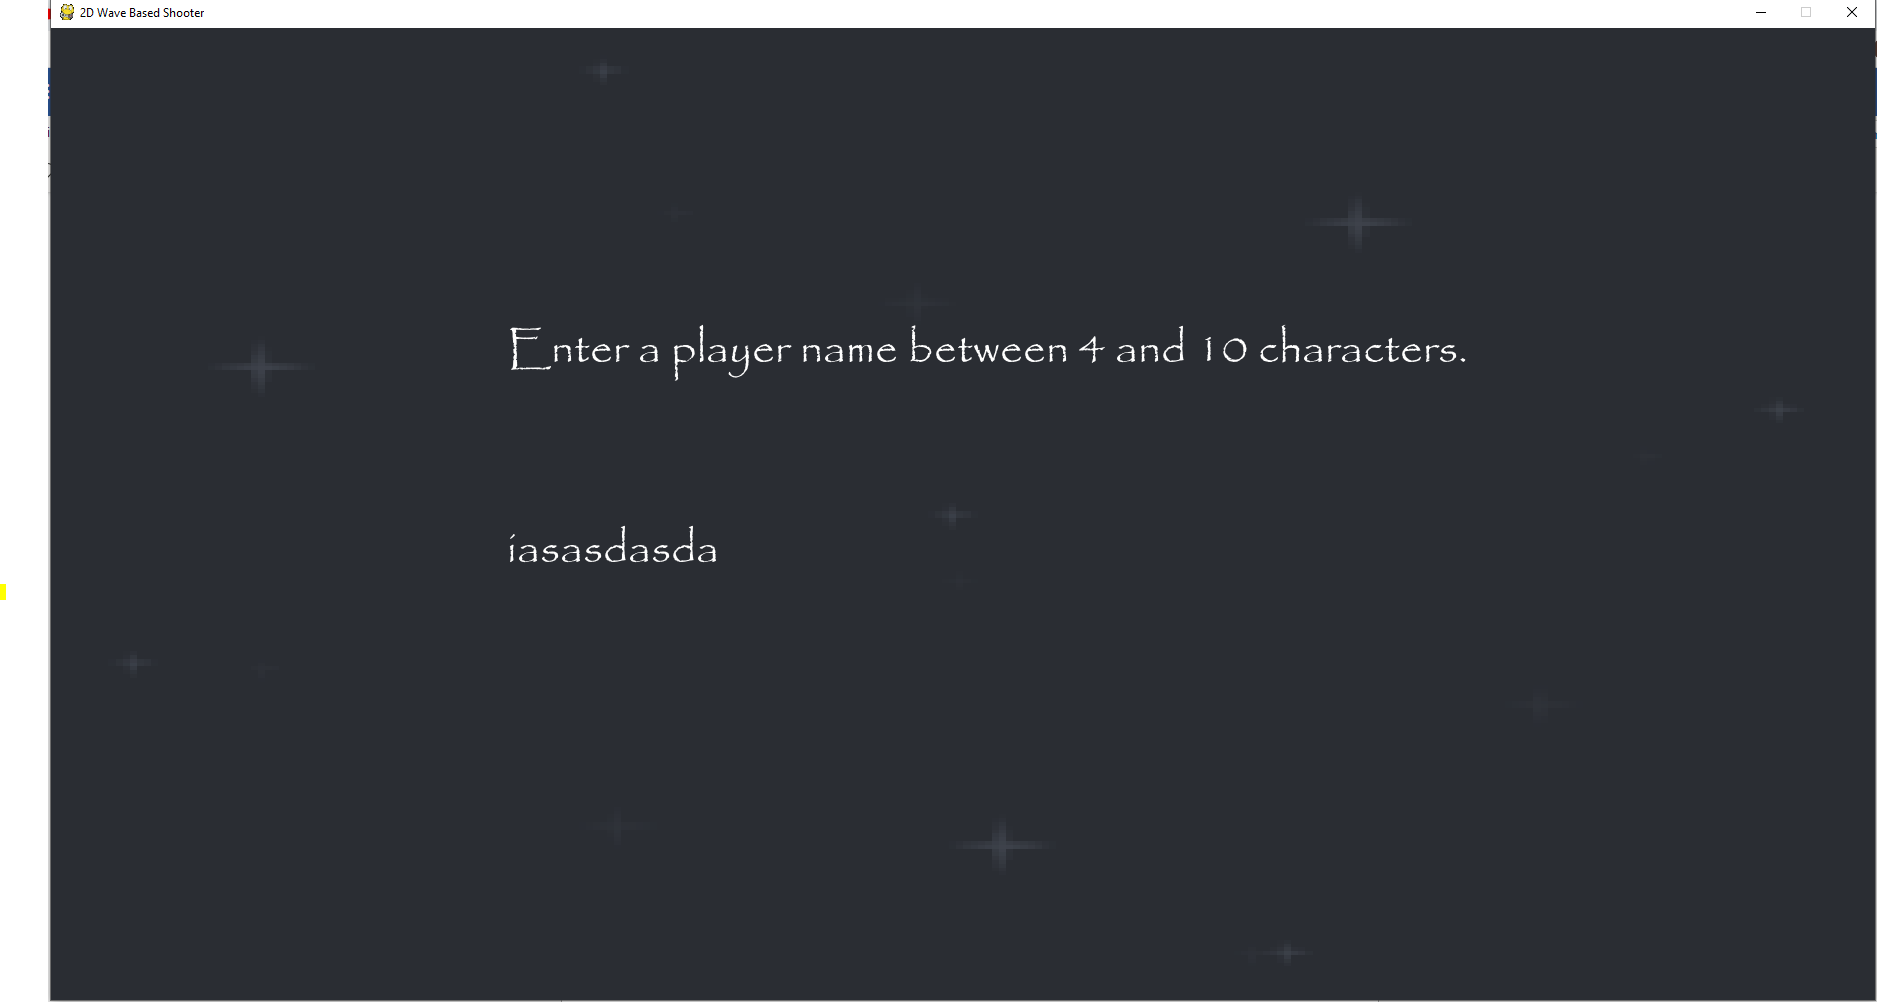 2D Wave Based Shooter
Enter a player name between 4 and 10 characters.
iasasdasda